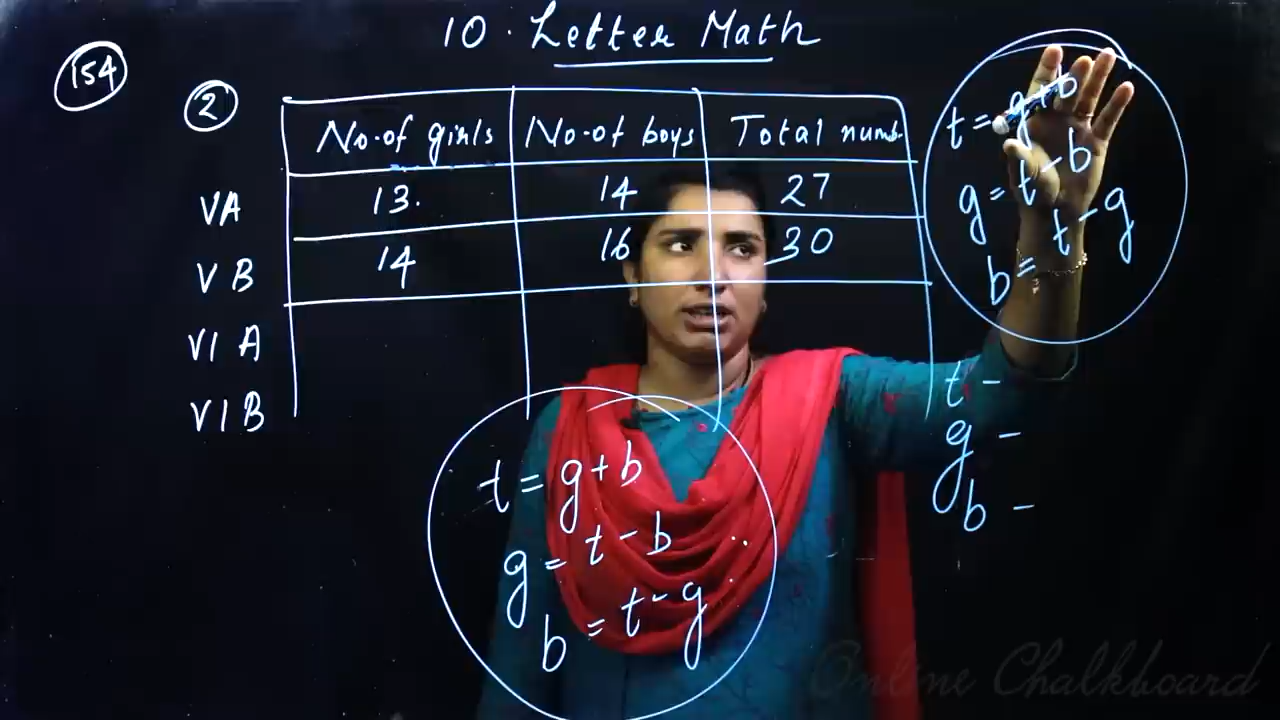 10. Letter Math
154
2
No. of girls No. of boys Total numb.
VA 13. 14 27
V B 14 16 30
VI A
VI B
t = g+b
g = t - b
b = t - g
t -
g -
b -
t = g+b
g = t - b
b = t - g
Online Chalkboard